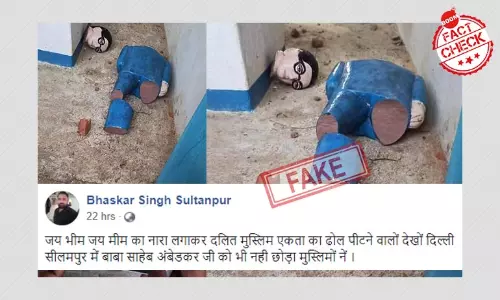 BOOM
FACT
CHECK
FAKE
Bhaskar Singh Sultanpur
22 hrs ·
जय भीम जय मीम का नारा लगाकर दलित मुस्लिम एकता का ढोल पीटने वालों देखों दिल्ली
सीलमपुर में बाबा साहेब अंबेडकर जी को भी नही छोड़ा मुस्लिमों नें ।